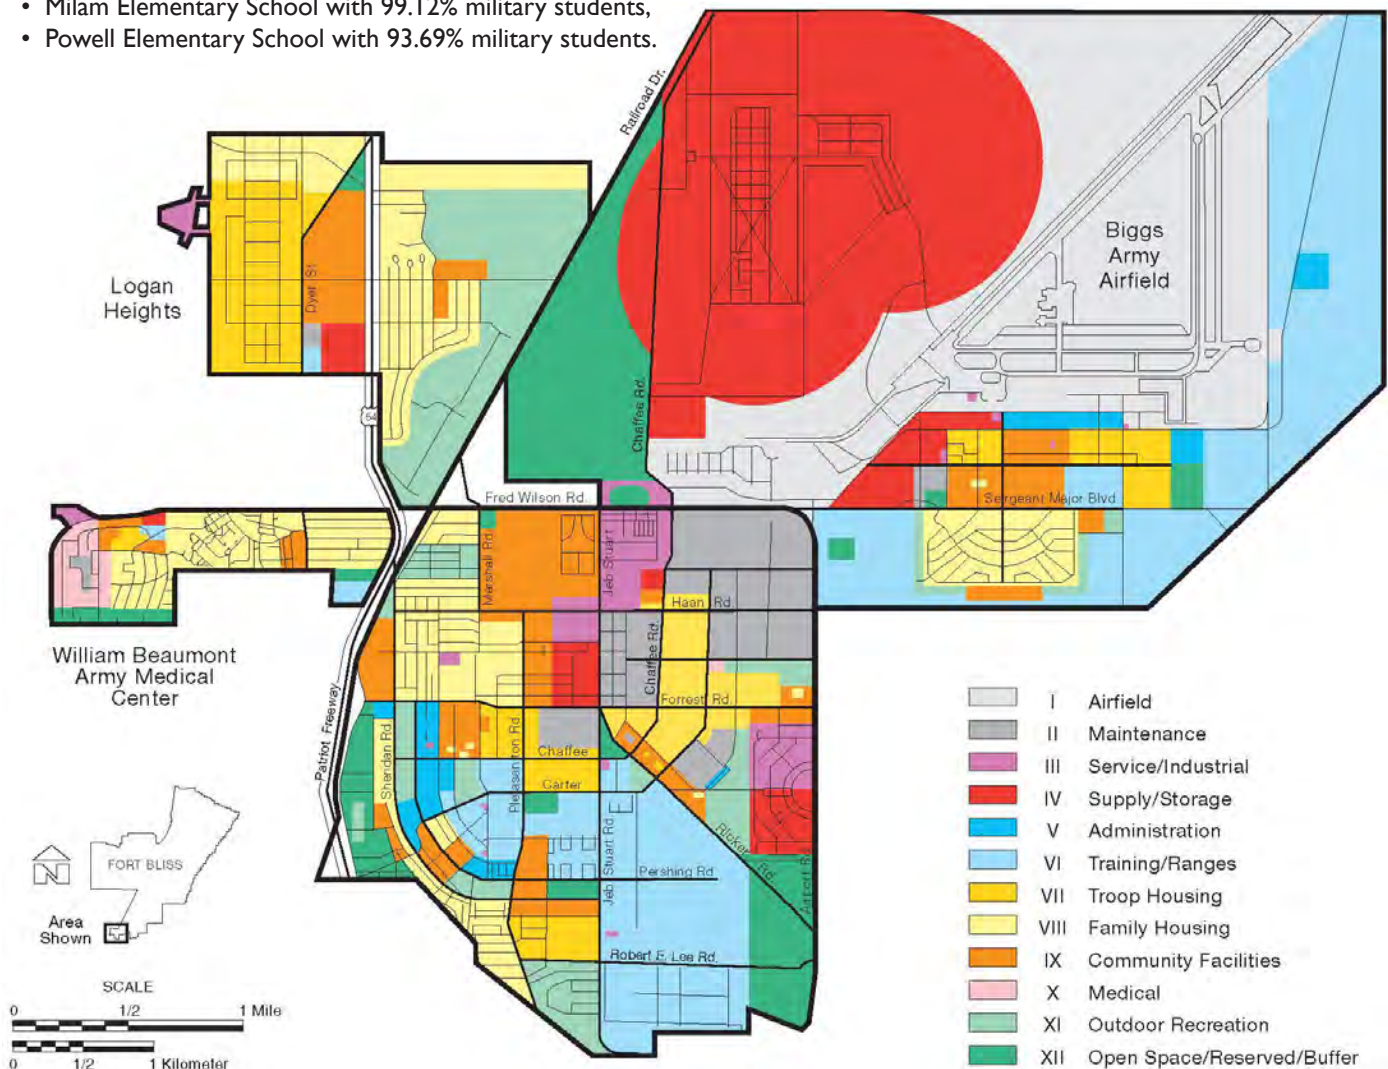 • Milam Elementary School with 99.12% military students,
• Powell Elementary School with 93.69% military students.
Railroad Dr.
Biggs
Army
Airfield
Logan
Heights
Dyer St
54
Chaffee Rd.
Fred Wilson Rd.
Sergeant Major Blvd
Marshall Rd.
Jeb Stuart
Haan Rd.
Chaffee Rd.
William Beaumont
Army Medical
Center
Forrest Rd.
Patriot Freeway
Sheridan Rd.
Pleasanton Rd.
Chaffee
Carter
Jeb Stuart Rd.
Ricker Rd.
Airport Rd.
Pershing Rd.
Robert E. Lee Rd.
N
FORT BLISS
Area
Shown
SCALE
0 1/2 1 Mile
0 1/2 1 Kilometer
I Airfield
II Maintenance
III Service/Industrial
IV Supply/Storage
V Administration
VI Training/Ranges
VII Troop Housing
VIII Family Housing
IX Community Facilities
X Medical
XI Outdoor Recreation
XII Open Space/Reserved/Buffer